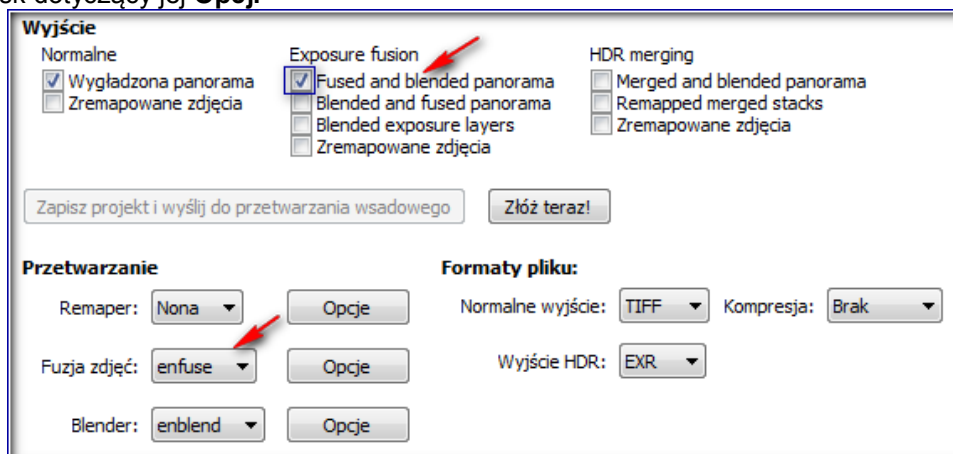 dotyczący jej Opcji
Wyjście
Normalne
Exposure fusion
HDR merging
Wygładzona panorama
Fused and blended panorama
Merged and blended panorama
Zremapowane zdjęcia
Blended and fused panorama
Remapped merged stacks
Blended exposure layers
Zremapowane zdjęcia
Zremapowane zdjęcia
Zapisz projekt i wyślij do przetwarzania wsadowego
Złóż teraz!
Przetwarzanie
Formaty pliku:
Remaper: Nona Opcje
Normalne wyjście: TIFF Kompresja: Brak
Fuzja zdjęć: enfuse Opcje
Wyjście HDR: EXR
Blender: enblend Opcje